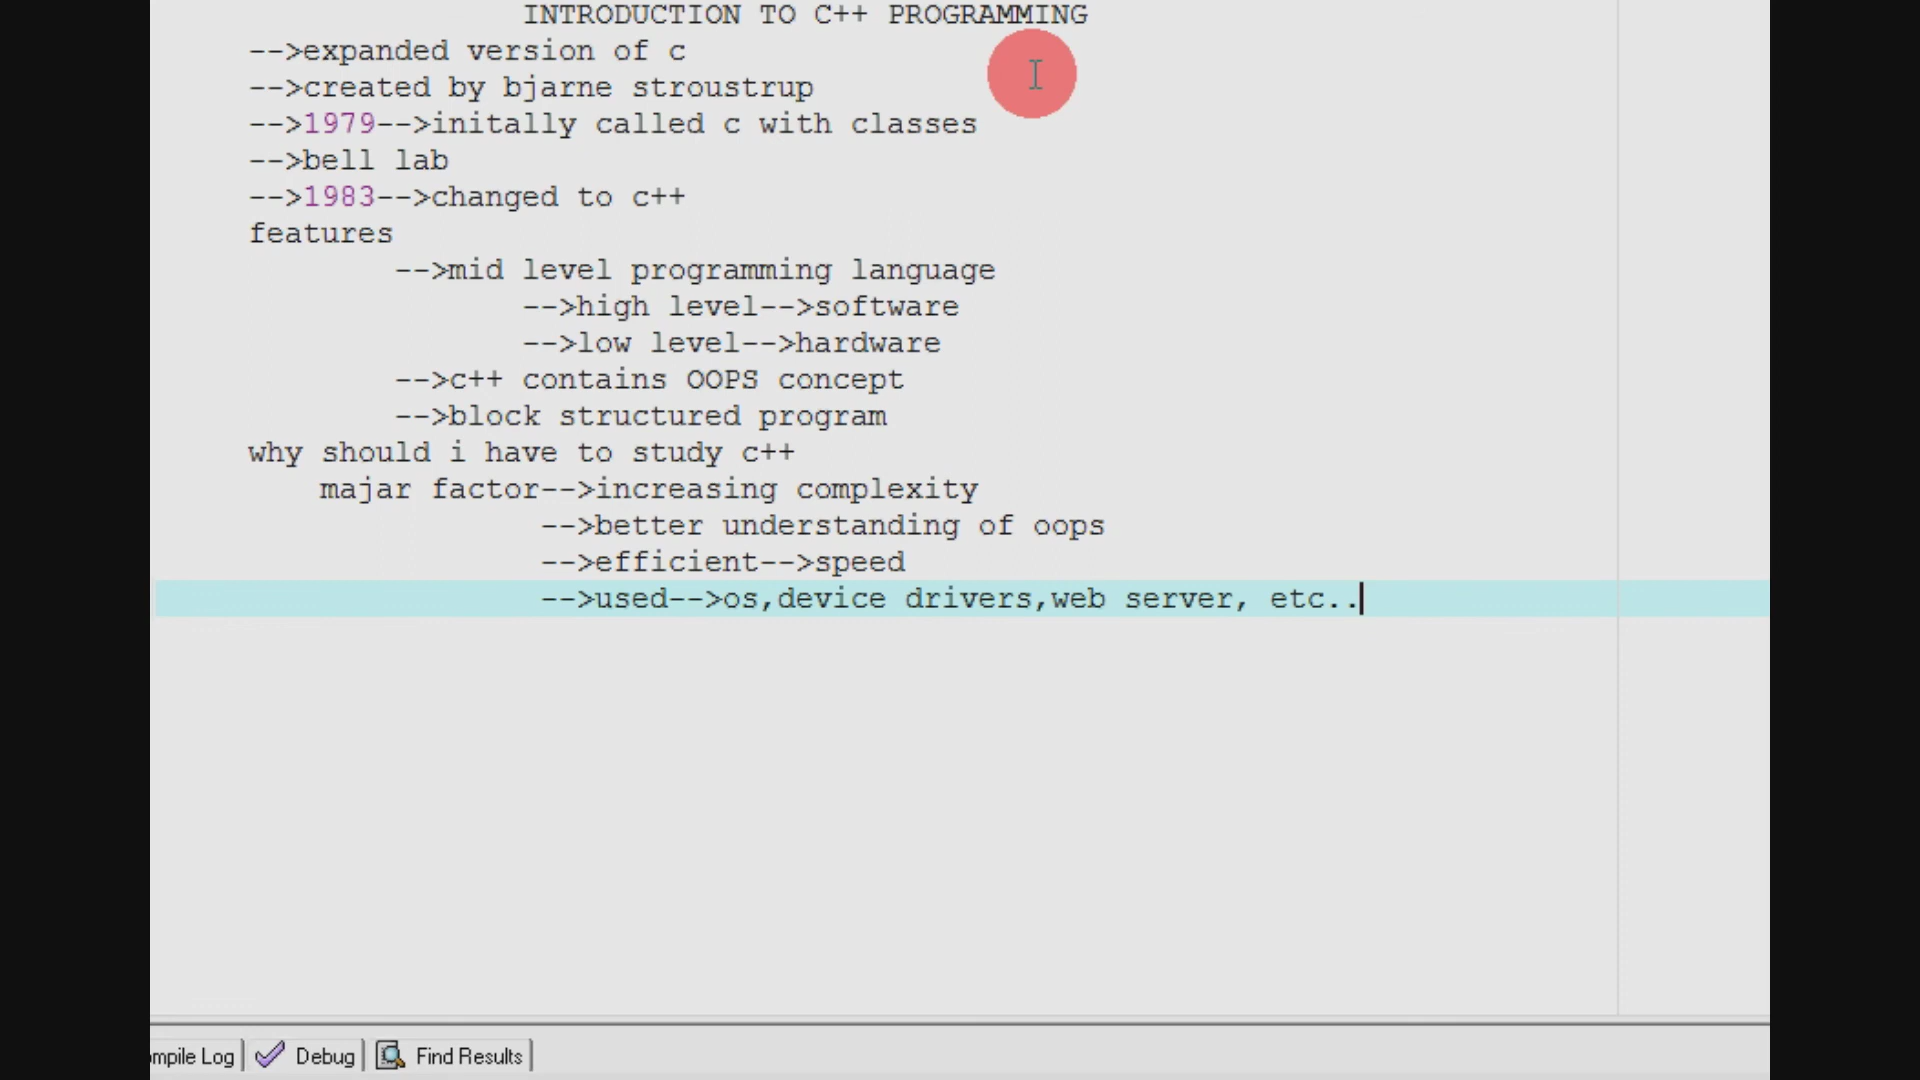 INTRODUCTION TO C++ PROGRAMMING
-->expanded version of c
-->created by bjarne stroustrup
-->1979-->initally called c with classes
-->bell lab
-->1983-->changed to c++
features
-->mid level programming language
-->high level-->software
-->low level-->hardware
-->c++ contains OOPS concept
-->block structured program
why should i have to study c++
majar factor-->increasing complexity
-->better understanding of oops
-->efficient-->speed
-->used-->os,device drivers,web server, etc..
mpile Log Debug Find Results